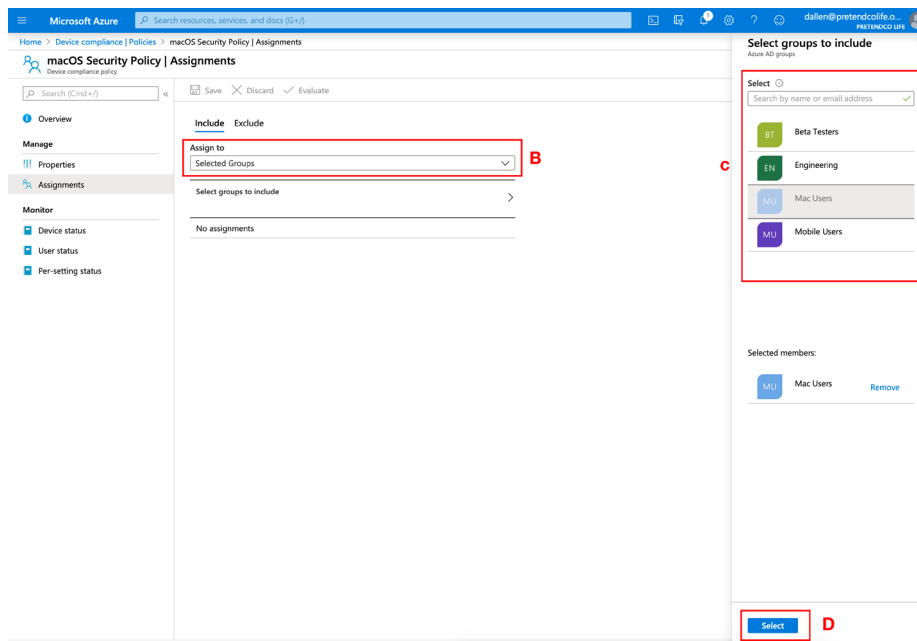 Microsoft Azure
Search resources, services, and docs (G+/)
1
dallen@pretendcolife.o...
PRETENDCO LIFE
Home > Device compliance | Policies > macOS Security Policy | Assignments
macOS Security Policy | Assignments
Device compliance policy
Search (Cmd+/)
«
Overview
Manage
Properties
Assignments
Monitor
Device status
User status
Per-setting status
Save
Discard
Evaluate
Include
Exclude
Assign to
Selected Groups
B
Select groups to include
No assignments
Select groups to include
Azure AD groups
Select
Search by name or email address
C
BT Beta Testers
EN Engineering
MU Mac Users
MU Mobile Users
Selected members:
MU Mac Users Remove
Select
D